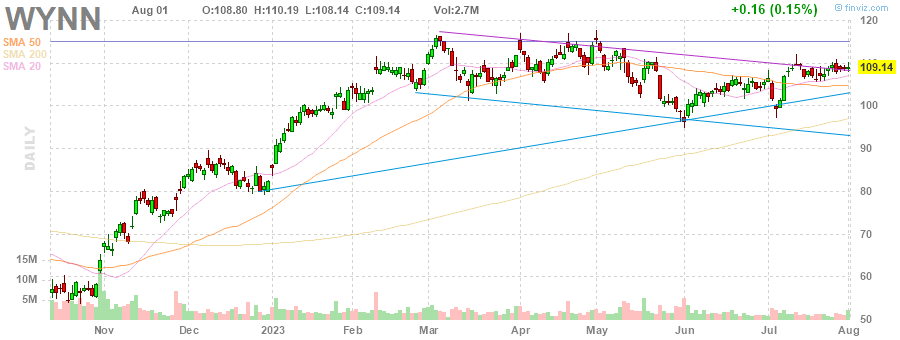 WYNN Aug 01 O:108.80 H:110.19 L:108.14 C:109.14 Vol:2.7M +0.16 (0.15%) © finviz.com
SMA 50
SMA 200
SMA 20
DAILY
120
109.14
100
90
80
70
60
50
15M
10M
5M
Nov Dec 2023 Feb Mar Apr May Jun Jul Aug